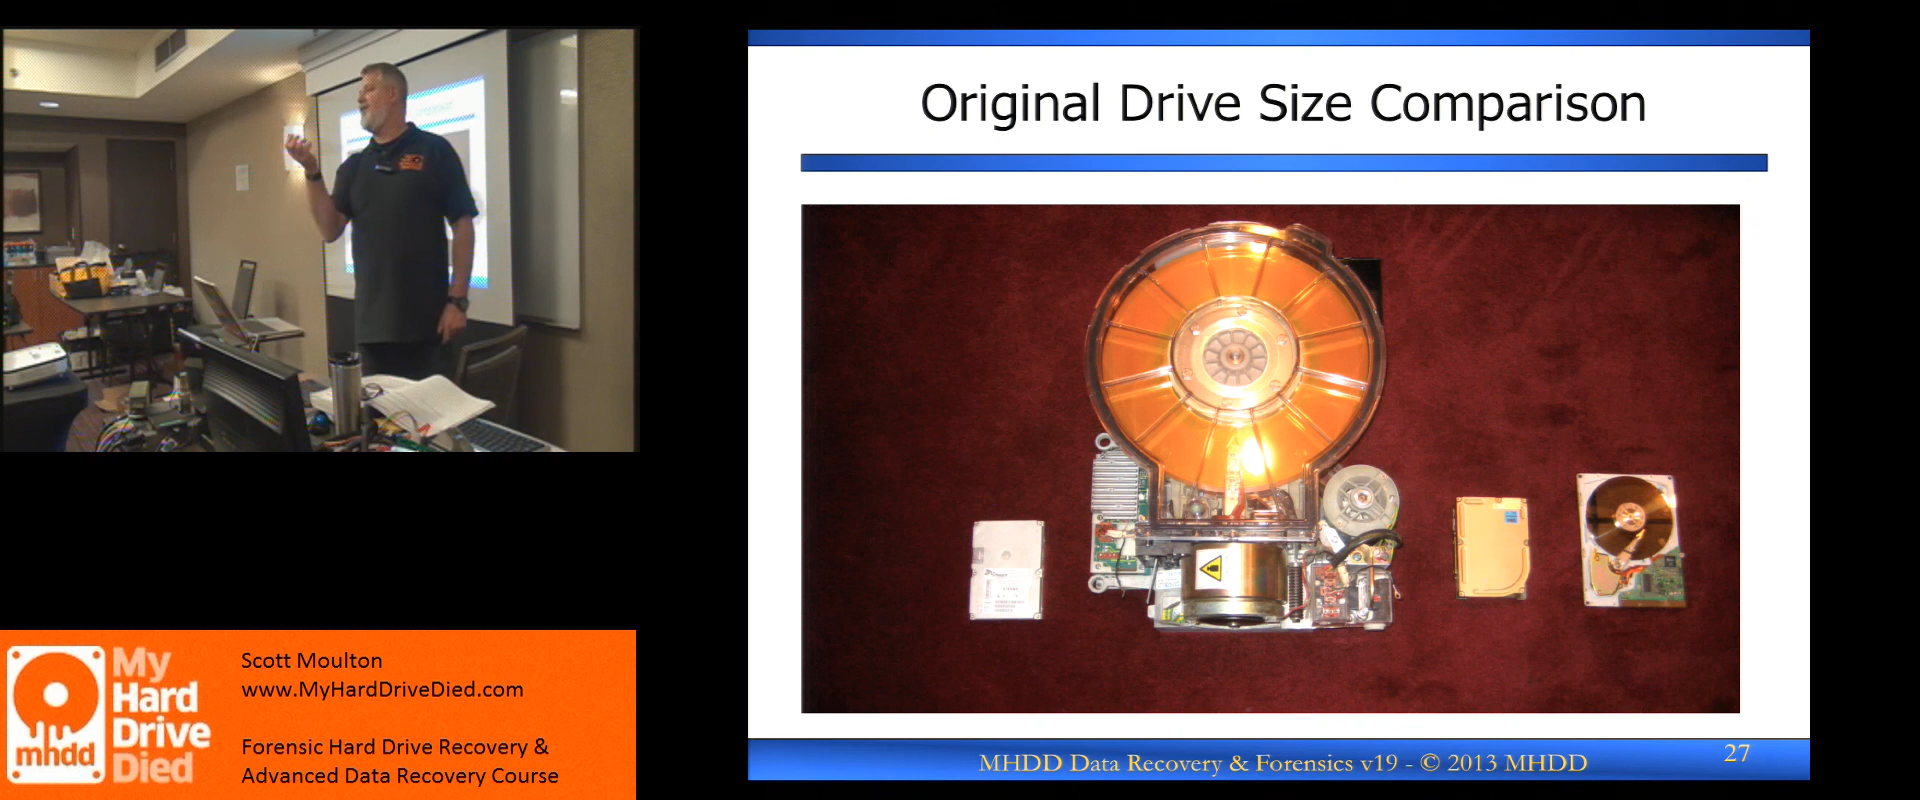 Original Drive Size Comparison
My
Hard
Drive
Died
mhdd
Scott Moulton
www.MyHardDriveDied.com
Forensic Hard Drive Recovery &
Advanced Data Recovery Course
MHDD Data Recovery & Forensics v19 - © 2013 MHDD
27